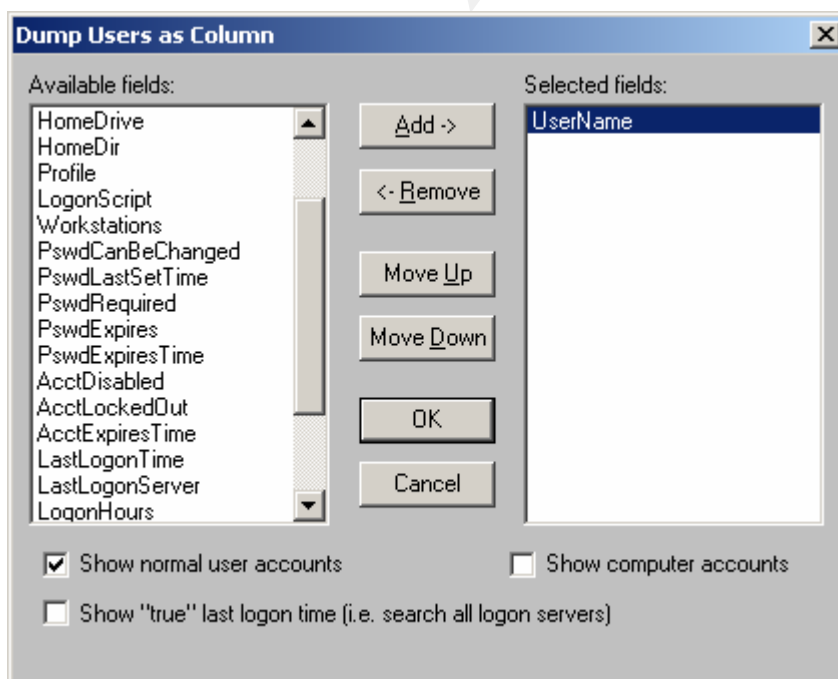 Dump Users as Column
Available fields:
HomeDrive
HomeDir
Profile
LogonScript
Workstations
PswdCanBeChanged
PswdLastSetTime
PswdRequired
PswdExpires
PswdExpiresTime
AcctDisabled
AcctLockedOut
AcctExpiresTime
LastLogonTime
LastLogonServer
LogonHours
Add ->
<- Remove
Move Up
Move Down
OK
Cancel
Selected fields:
UserName
Show normal user accounts
Show computer accounts
Show "true" last logon time (i.e. search all logon servers)